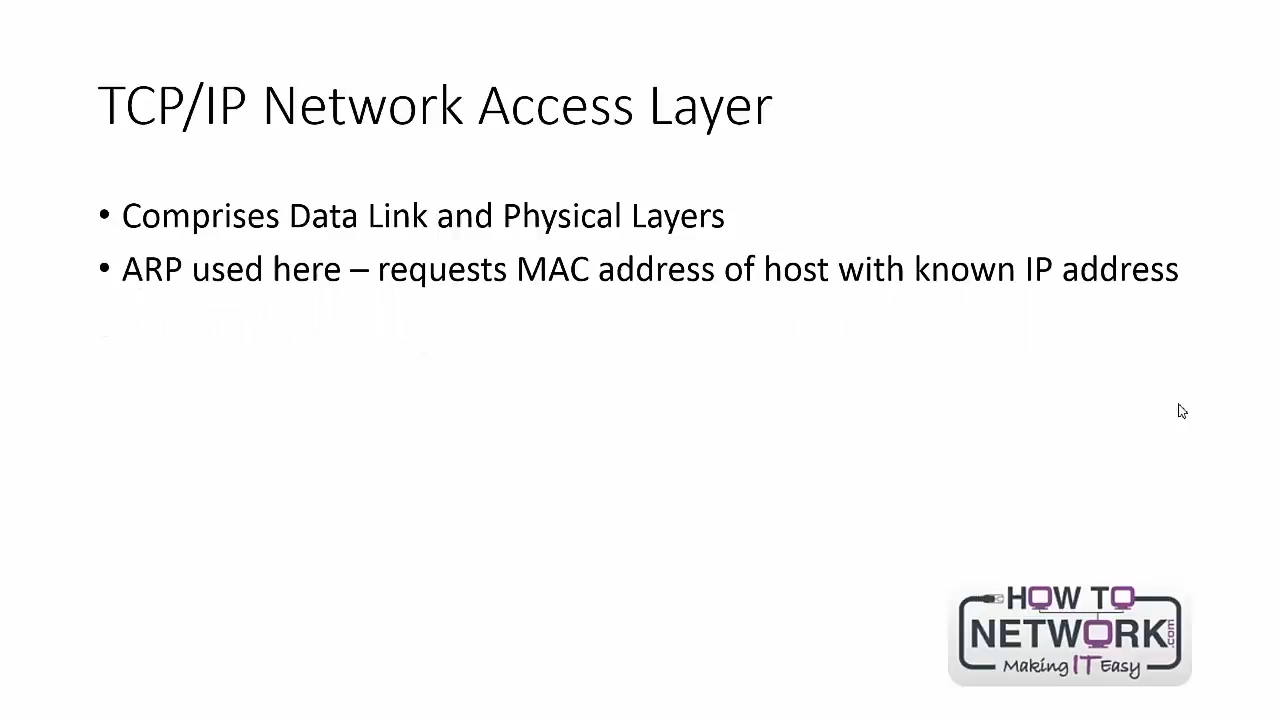 TCP/IP Network Access Layer
• Comprises Data Link and Physical Layers
• ARP used here – requests MAC address of host with known IP address
HOW TO
NETWORK.com
Making IT Easy